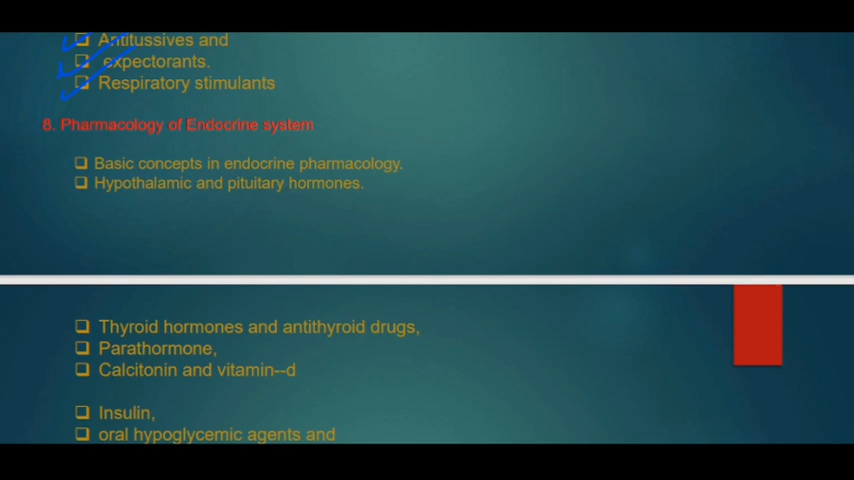 Antitussives and
expectorants.
Respiratory stimulants
8. Pharmacology of Endocrine system
Basic concepts in endocrine pharmacology.
Hypothalamic and pituitary hormones.
Thyroid hormones and antithyroid drugs,
Parathormone,
Calcitonin and vitamin--d
Insulin,
oral hypoglycemic agents and